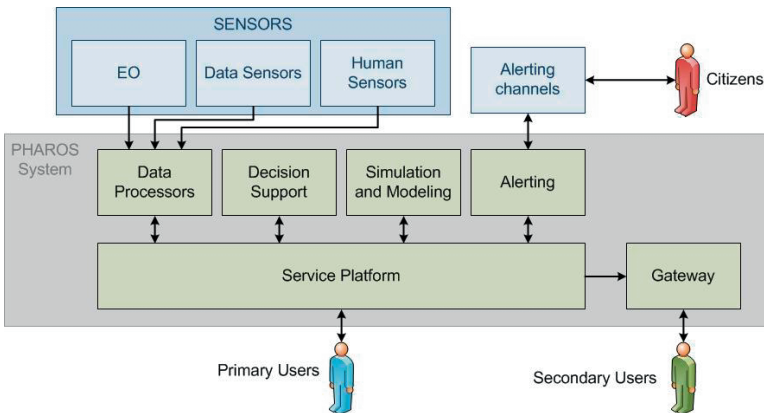 SENSORS
EO
Data Sensors
Human
Sensors
Alerting
channels
Citizens
PHAROS
System
Data
Processors
Decision
Support
Simulation
and Modeling
Alerting
Service Platform
Gateway
Primary Users
Secondary Users